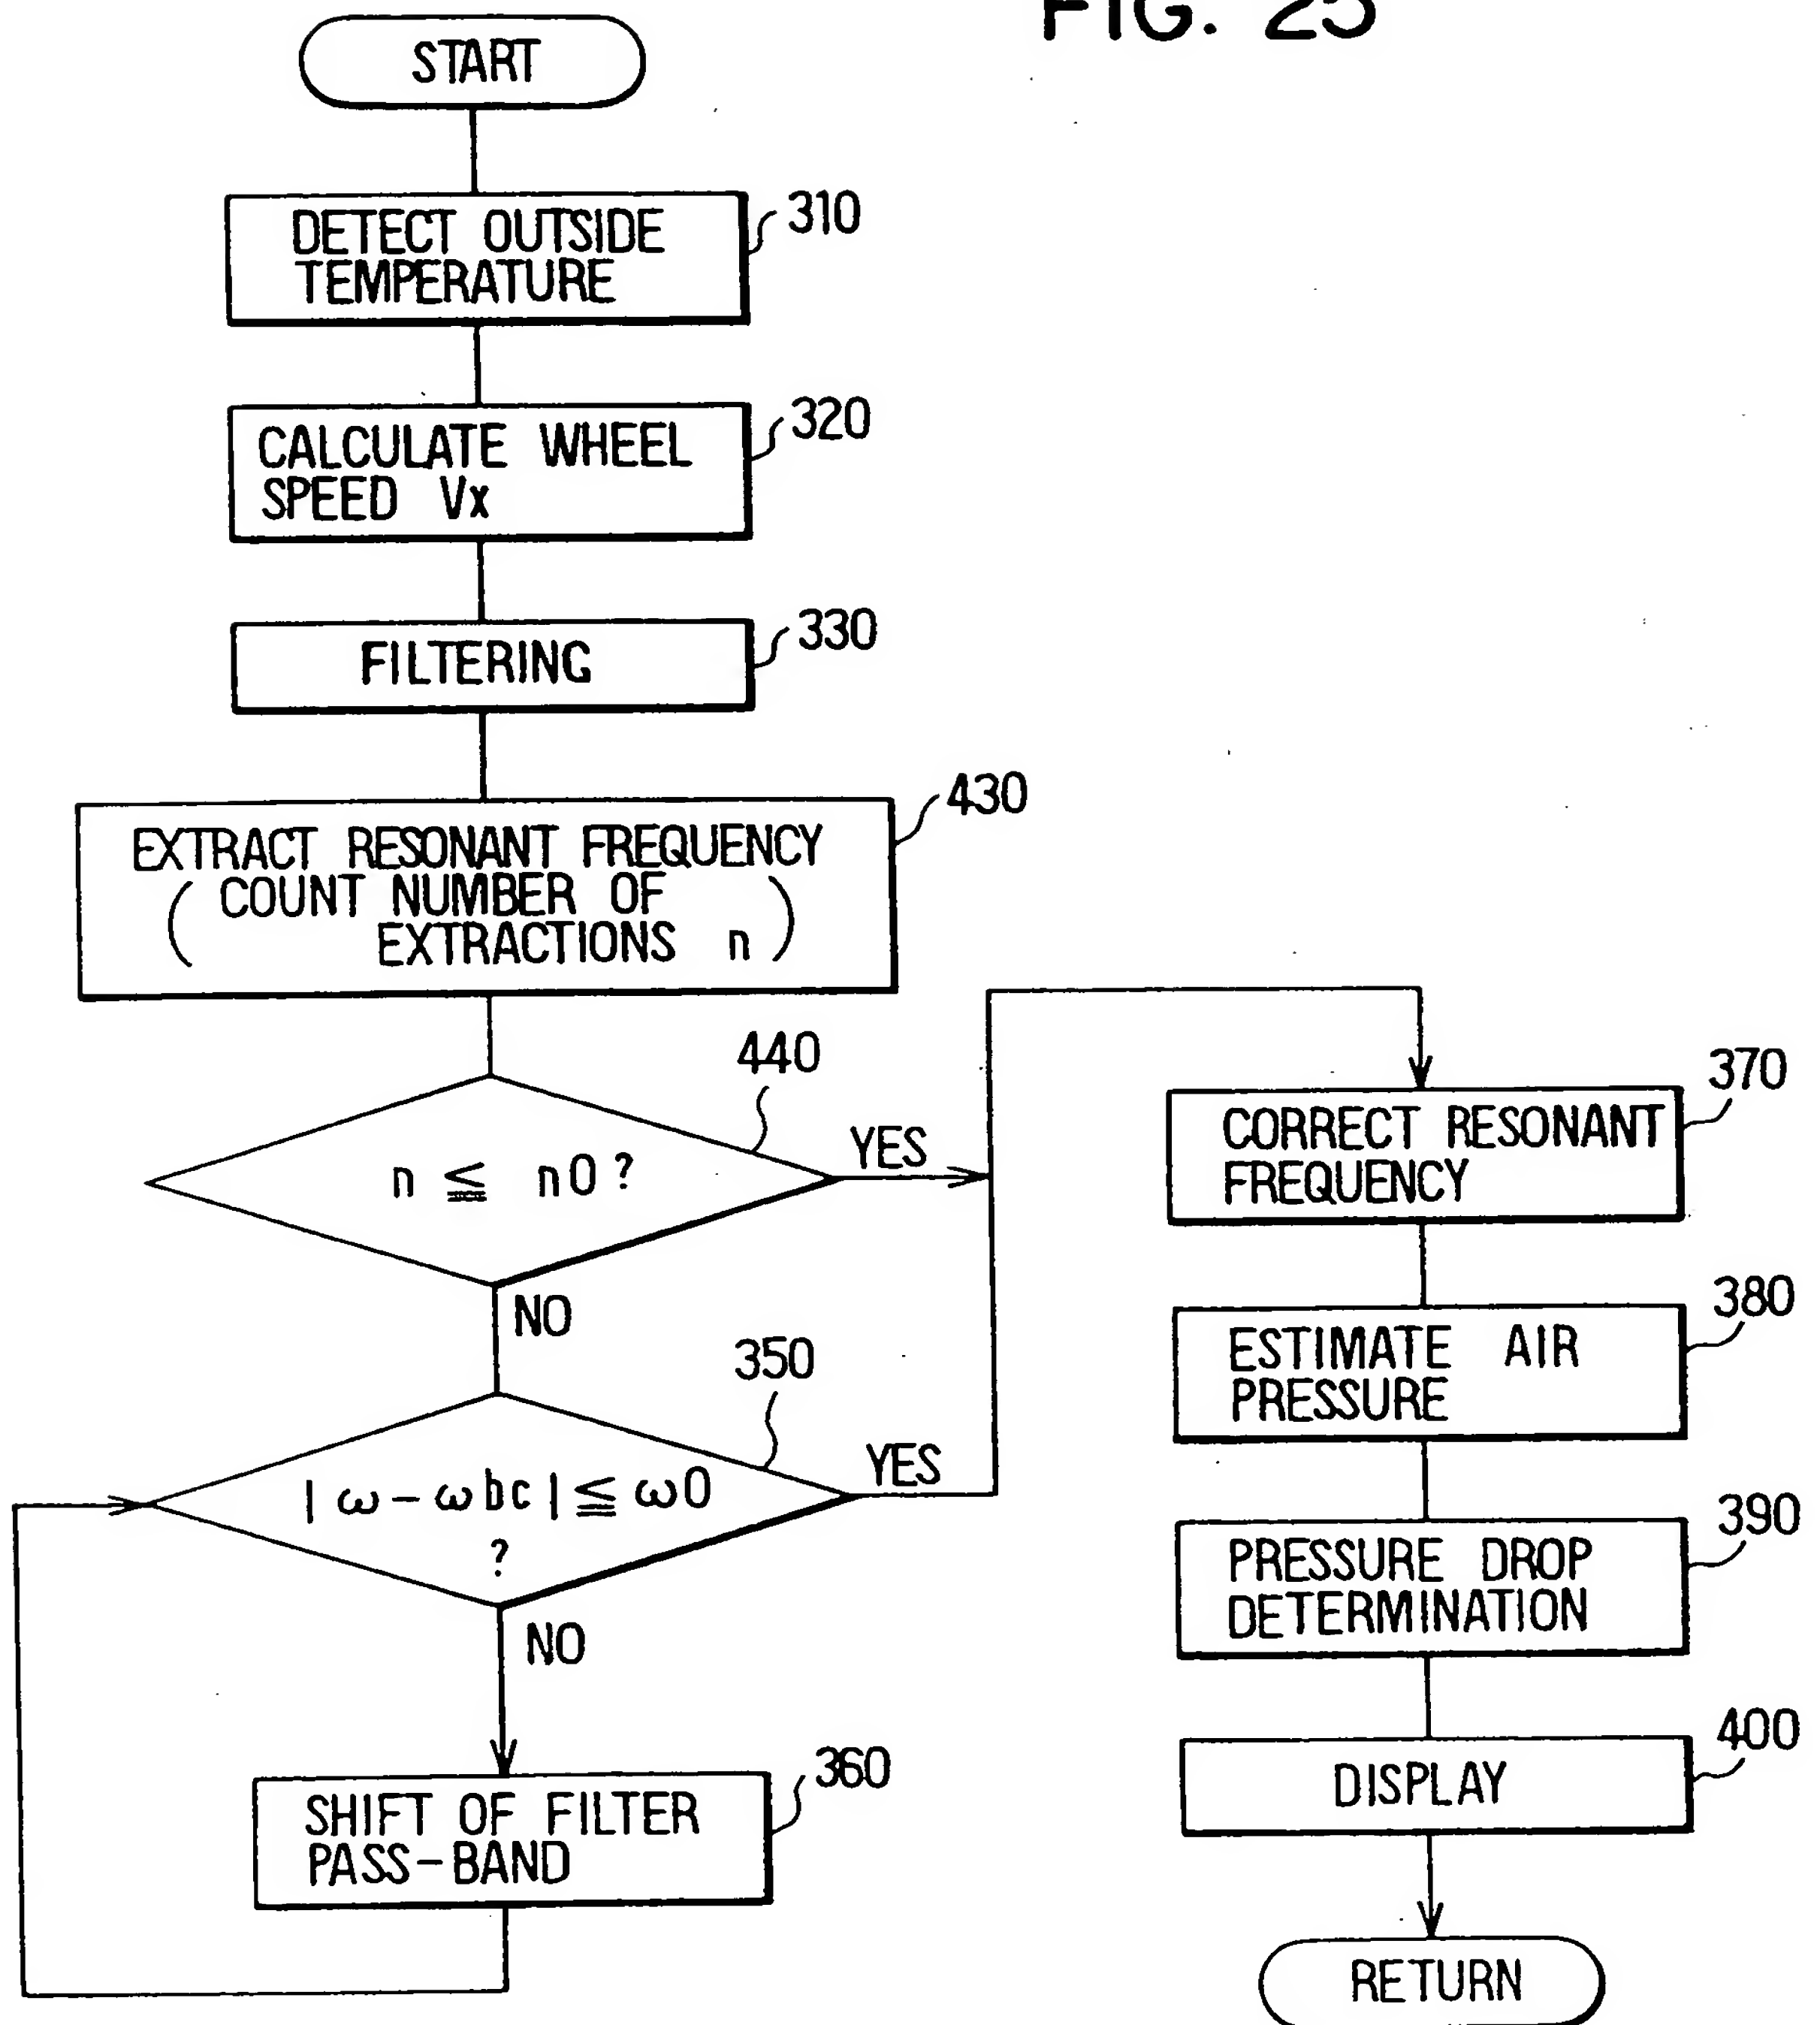 FIG. 25
START
DETECT OUTSIDE
TEMPERATURE
310
CALCULATE WHEEL
SPEED Vx
320
FILTERING
330
EXTRACT RESONANT FREQUENCY
( COUNT NUMBER OF
EXTRACTIONS n )
430
n ≦ n0 ?
440
YES
NO
| ω - ωbc | ≦ ω0
?
350
YES
NO
SHIFT OF FILTER
PASS-BAND
360
CORRECT RESONANT
FREQUENCY
370
ESTIMATE AIR
PRESSURE
380
PRESSURE DROP
DETERMINATION
390
DISPLAY
400
RETURN